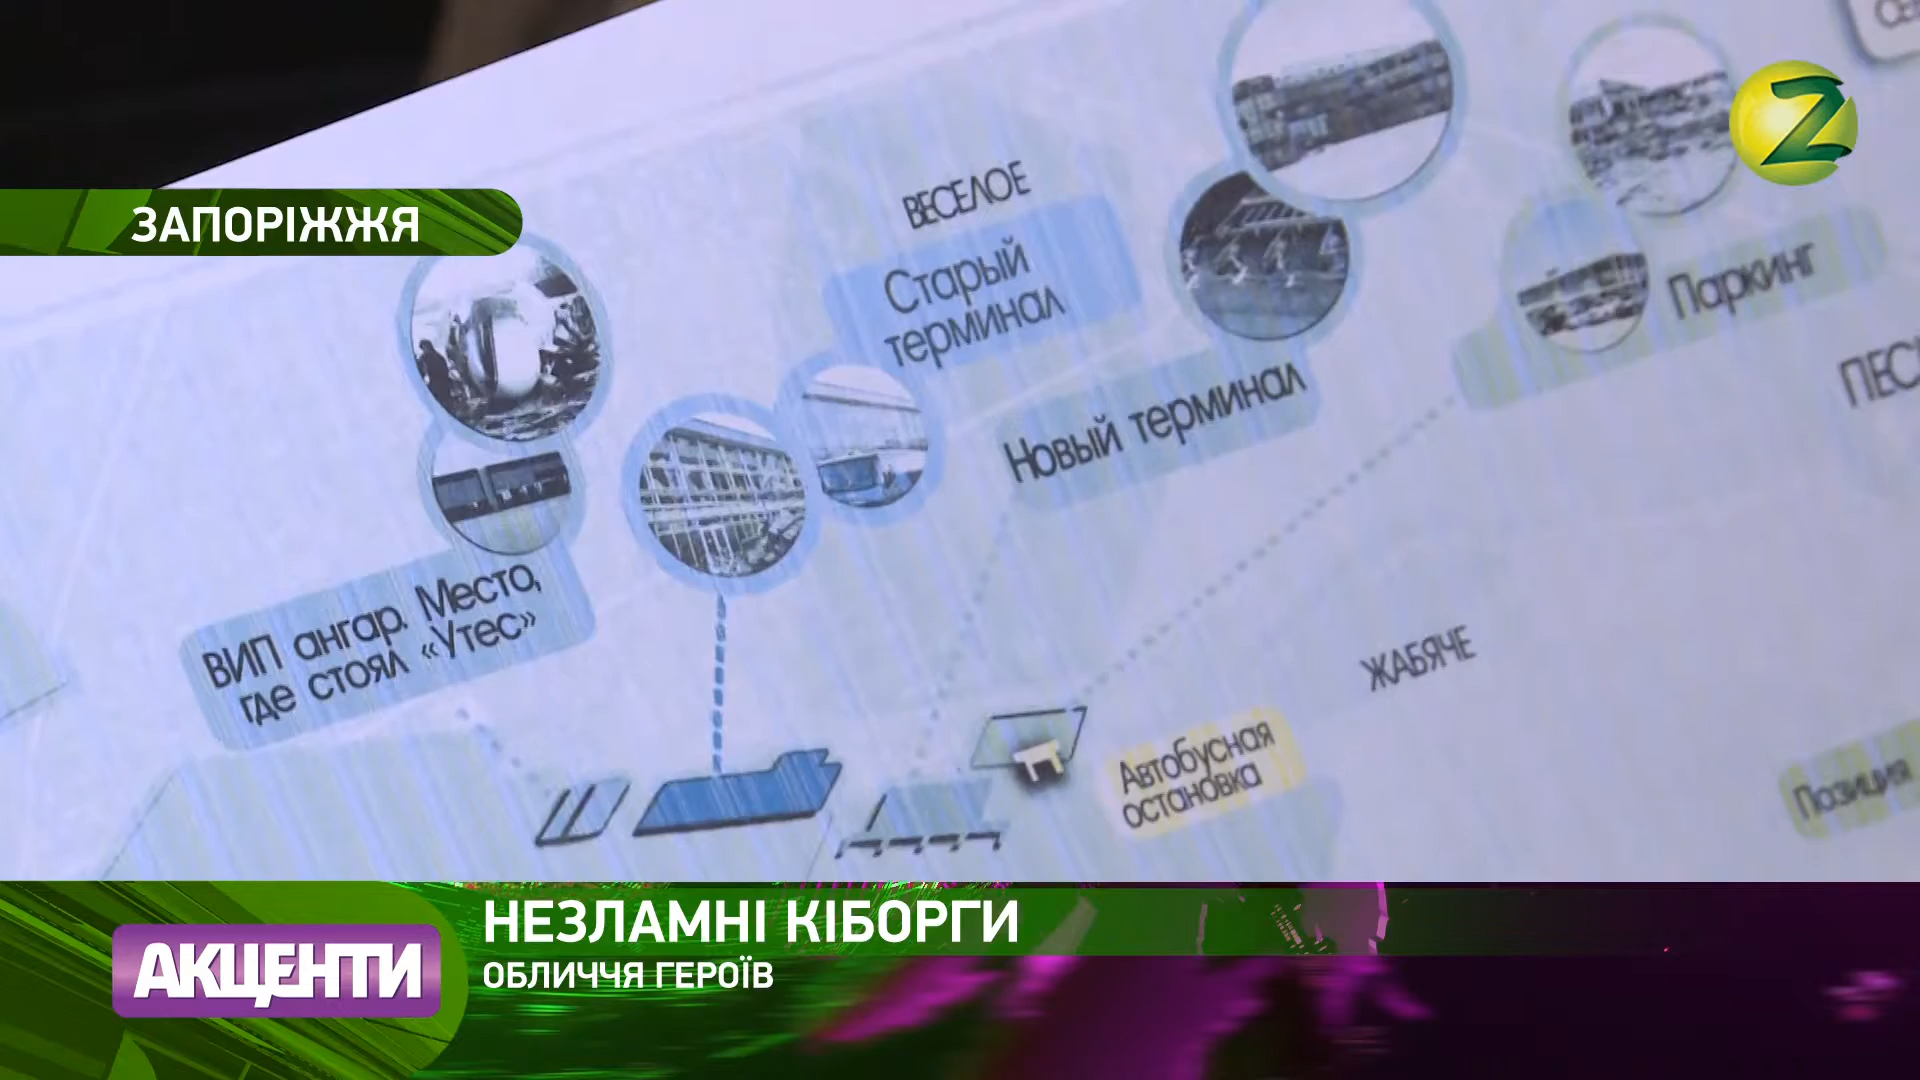 ЗАПОРІЖЖЯ
ВЕСЕЛОЕ
Старый
терминал
Новый терминал
Паркинг
ВИП ангар. Место,
где стоял «Утес»
ЖАБЯЧЕ
Автобусная
остановка
Позиция
АКЦЕНТИ
НЕЗЛАМНІ КІБОРГИ
ОБЛИЧЧЯ ГЕРОЇВ